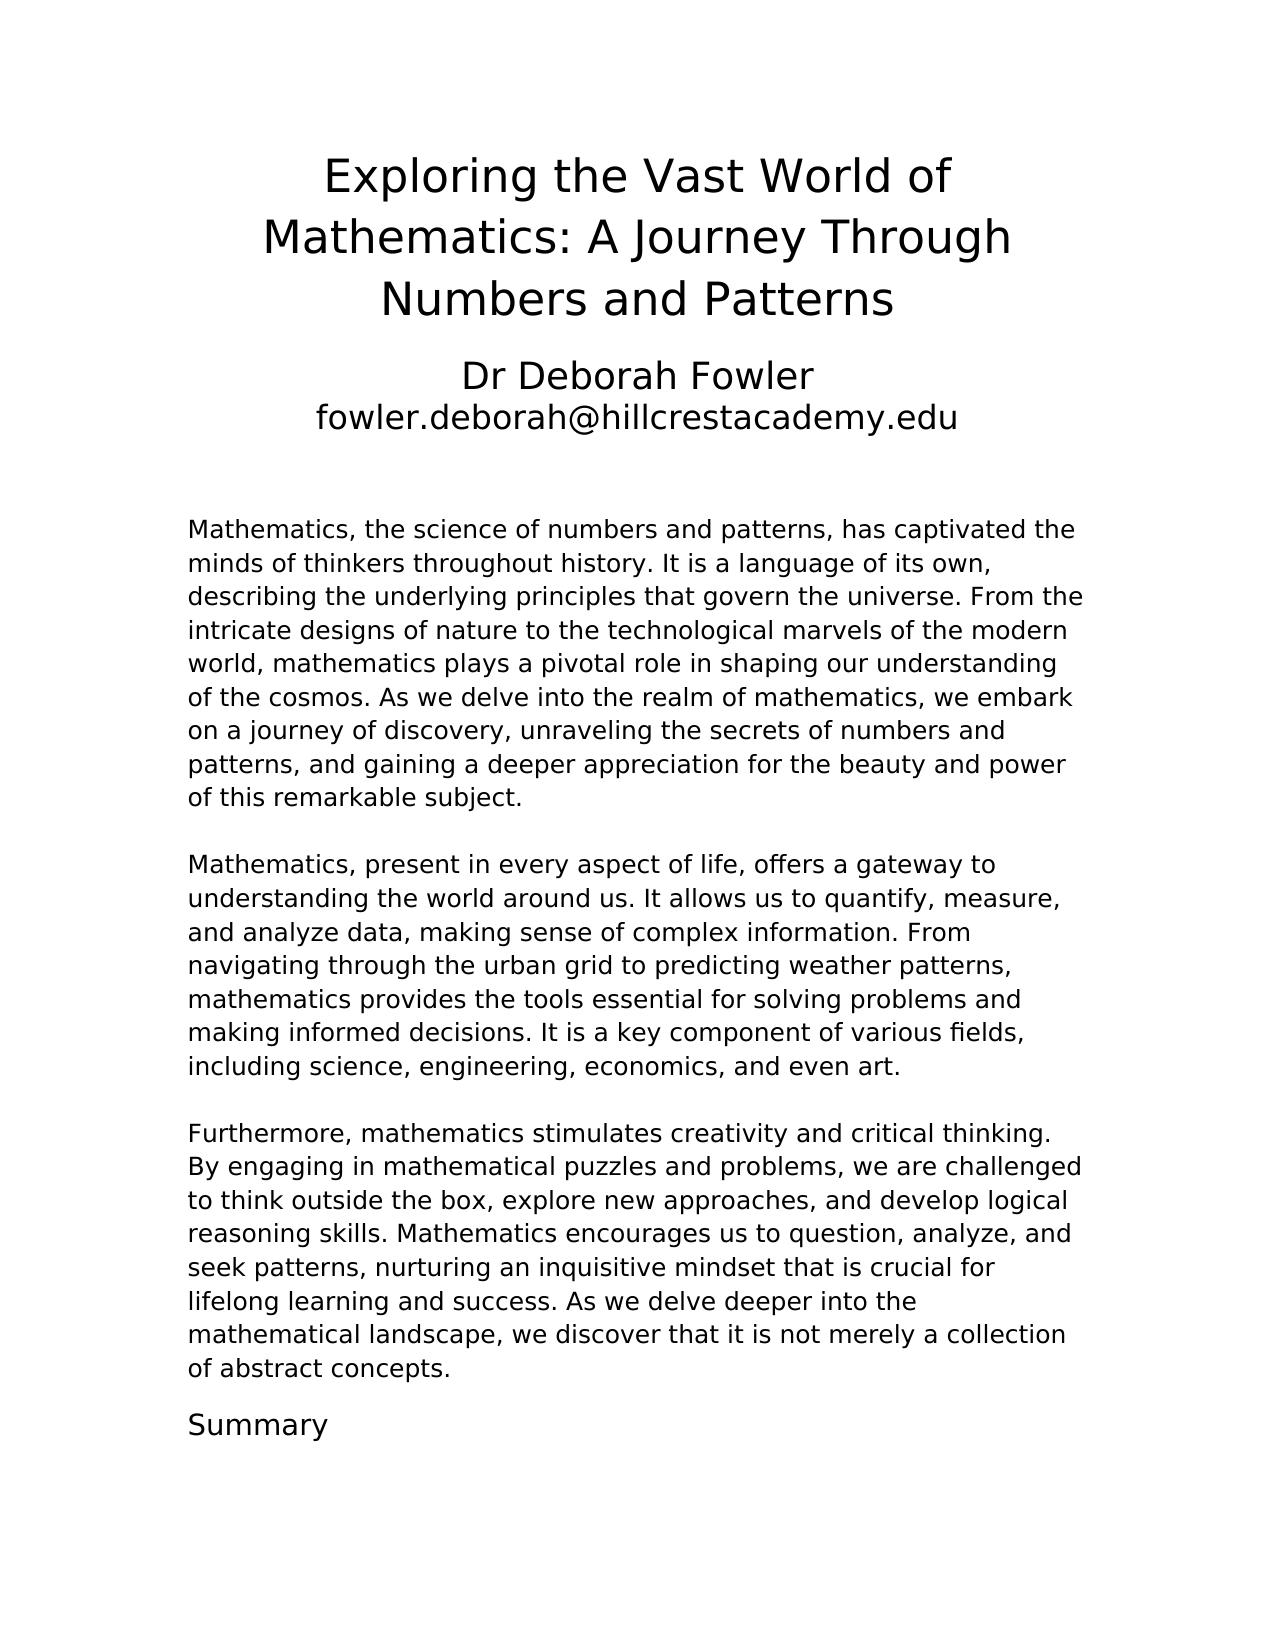 Exploring the Vast World of
Mathematics: A Journey Through
Numbers and Patterns
Dr Deborah Fowler
fowler.deborah@hillcrestacademy.edu
Mathematics, the science of numbers and patterns, has captivated the
minds of thinkers throughout history. It is a language of its own,
describing the underlying principles that govern the universe. From the
intricate designs of nature to the technological marvels of the modern
world, mathematics plays a pivotal role in shaping our understanding
of the cosmos. As we delve into the realm of mathematics, we embark
on a journey of discovery, unraveling the secrets of numbers and
patterns, and gaining a deeper appreciation for the beauty and power
of this remarkable subject.
Mathematics, present in every aspect of life, offers a gateway to
understanding the world around us. It allows us to quantify, measure,
and analyze data, making sense of complex information. From
navigating through the urban grid to predicting weather patterns,
mathematics provides the tools essential for solving problems and
making informed decisions. It is a key component of various fields,
including science, engineering, economics, and even art.
Furthermore, mathematics stimulates creativity and critical thinking.
By engaging in mathematical puzzles and problems, we are challenged
to think outside the box, explore new approaches, and develop logical
reasoning skills. Mathematics encourages us to question, analyze, and
seek patterns, nurturing an inquisitive mindset that is crucial for
lifelong learning and success. As we delve deeper into the
mathematical landscape, we discover that it is not merely a collection
of abstract concepts.
Summary